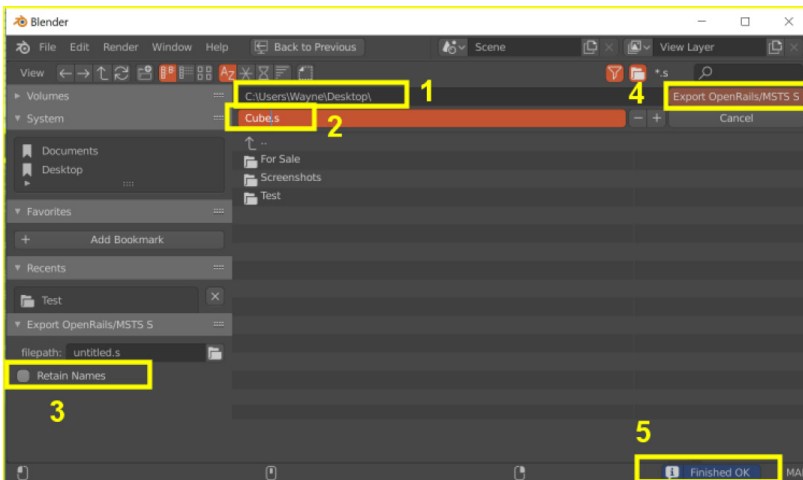 Blender
File Edit Render Window Help Back to Previous Scene View Layer
View AZ *.s
Volumes C:\Users\Wayne\Desktop\ 1 4 Export OpenRails/MSTS S
System Cube.s 2 - + Cancel
..
Documents For Sale
Desktop Screenshots
Test
Favorites
+ Add Bookmark
Recents
Test
Export OpenRails/MSTS S
filepath: untitled.s
Retain Names
3
5
Finished OK MA